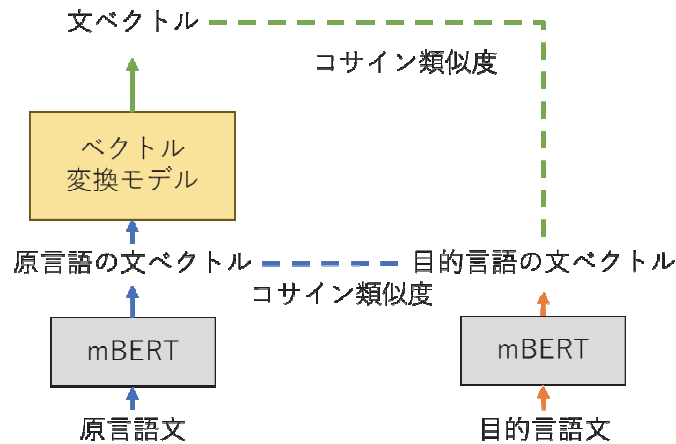 文ベクトル
コサイン類似度
ベクトル
変換モデル
原言語の文ベクトル
目的言語の文ベクトル
コサイン類似度
mBERT
mBERT
原言語文
目的言語文